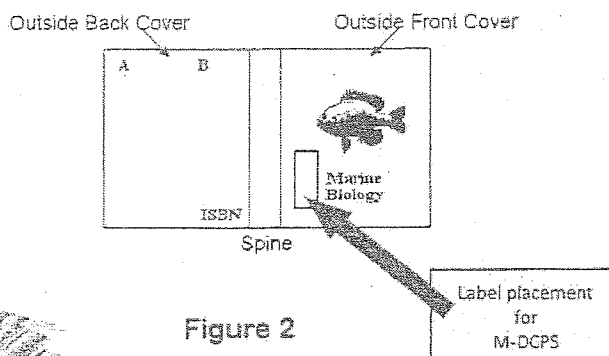 Outside Back Cover
Outside Front Cover
A B
Marine
Biology
ISBN
Spine
Figure 2
Label placement
for
M-DCPS